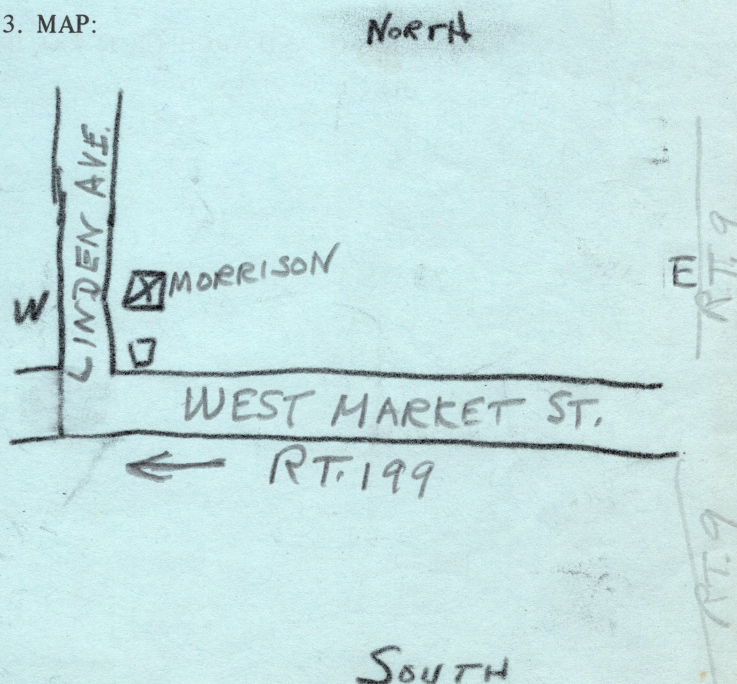 3. MAP:
NORTH
LINDEN AVE.
MORRISON
W
E
RT. 9
WEST MARKET ST.
RT. 199
RT. 9
SOUTH